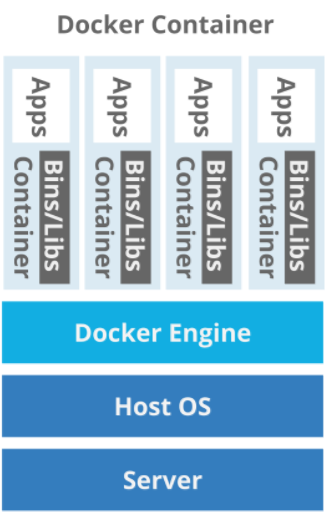 Docker Container
Apps
Bins/Libs
Container
Apps
Bins/Libs
Container
Apps
Bins/Libs
Container
Apps
Bins/Libs
Container
Docker Engine
Host OS
Server